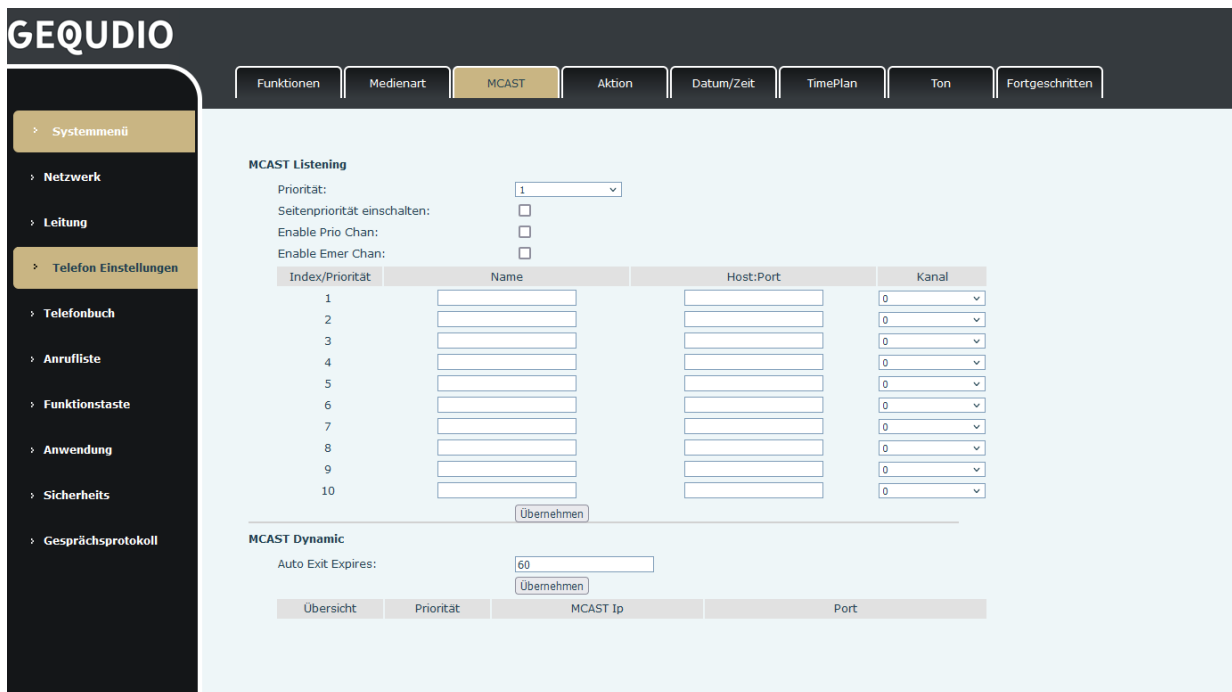 GEQUDIO
Funktionen Medienart MCAST Aktion Datum/Zeit TimePlan Ton Fortgeschritten
Systemmenü
Netzwerk
Leitung
Telefon Einstellungen
Telefonbuch
Anrufliste
Funktionstaste
Anwendung
Sicherheits
Gesprächsprotokoll
MCAST Listening
Priorität: 1
Seitenpriorität einschalten:
Enable Prio Chan:
Enable Emer Chan:
Index/Priorität Name Host:Port Kanal
1 0
2 0
3 0
4 0
5 0
6 0
7 0
8 0
9 0
10 0
Übernehmen
MCAST Dynamic
Auto Exit Expires: 60
Übernehmen
Übersicht Priorität MCAST Ip Port